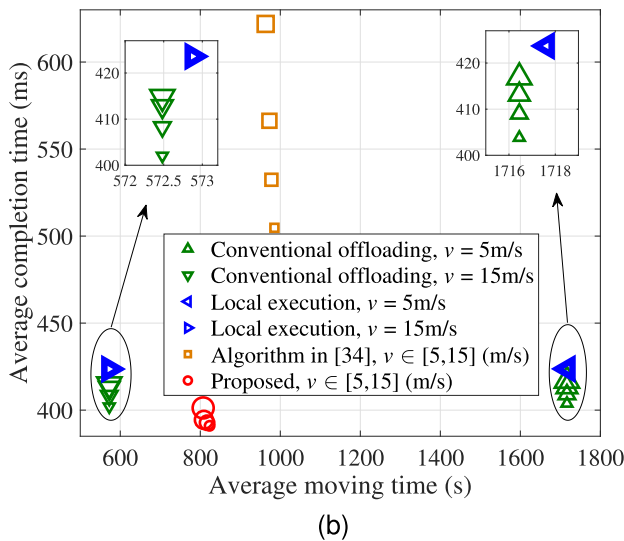 Average completion time (ms)
600
550
500
450
400
420
410
400
572
572.5
573
420
410
400
1716
1718
Conventional offloading, v = 5m/s
Conventional offloading, v = 15m/s
Local execution, v = 5m/s
Local execution, v = 15m/s
Algorithm in [34], v ∈ [5,15] (m/s)
Proposed, v ∈ [5,15] (m/s)
600 800 1000 1200 1400 1600 1800
Average moving time (s)
(b)